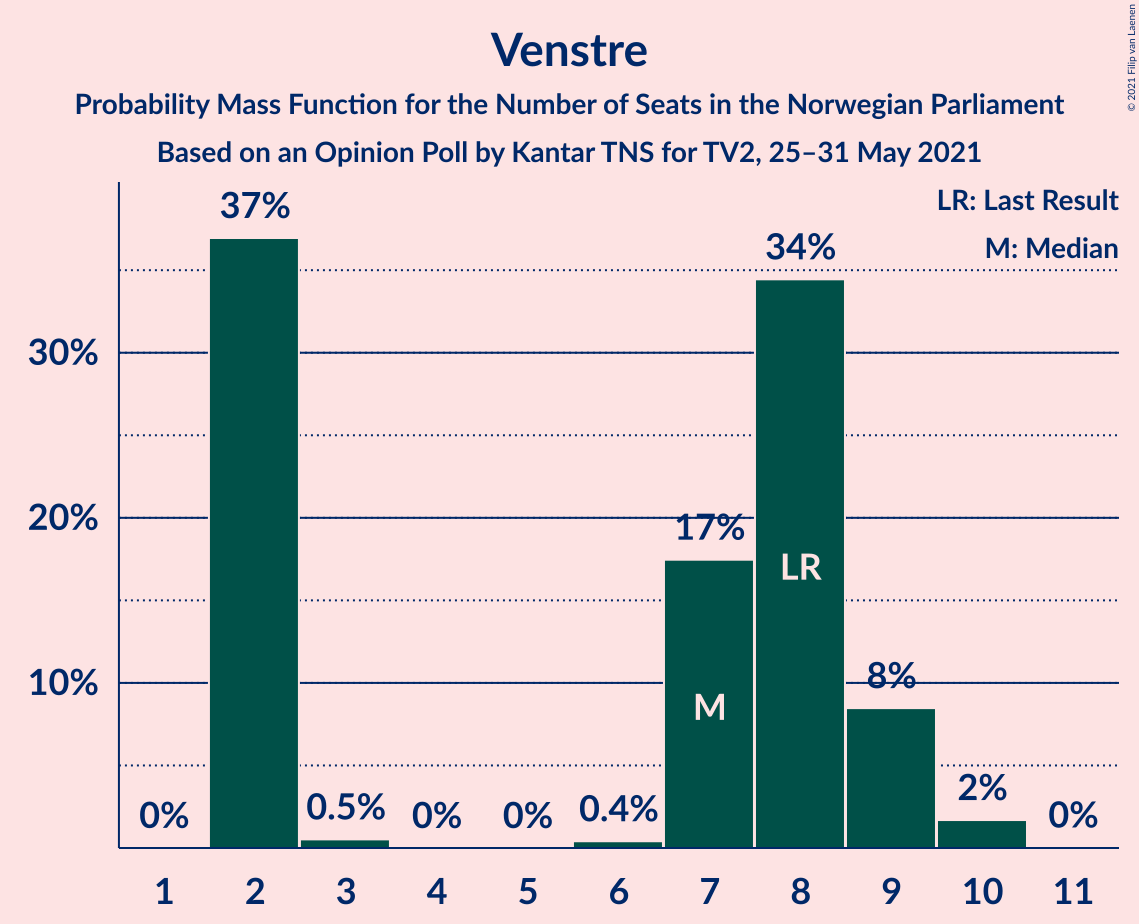 Venstre
Probability Mass Function for the Number of Seats in the Norwegian Parliament
Based on an Opinion Poll by Kantar TNS for TV2, 25–31 May 2021
© 2021 Filip van Laenen
LR: Last Result
M: Median
37%
34%
30%
20%
17%
LR
10%
8%
M
0%
0.5%
0%
0%
0.4%
2%
0%
1 2 3 4 5 6 7 8 9 10 11